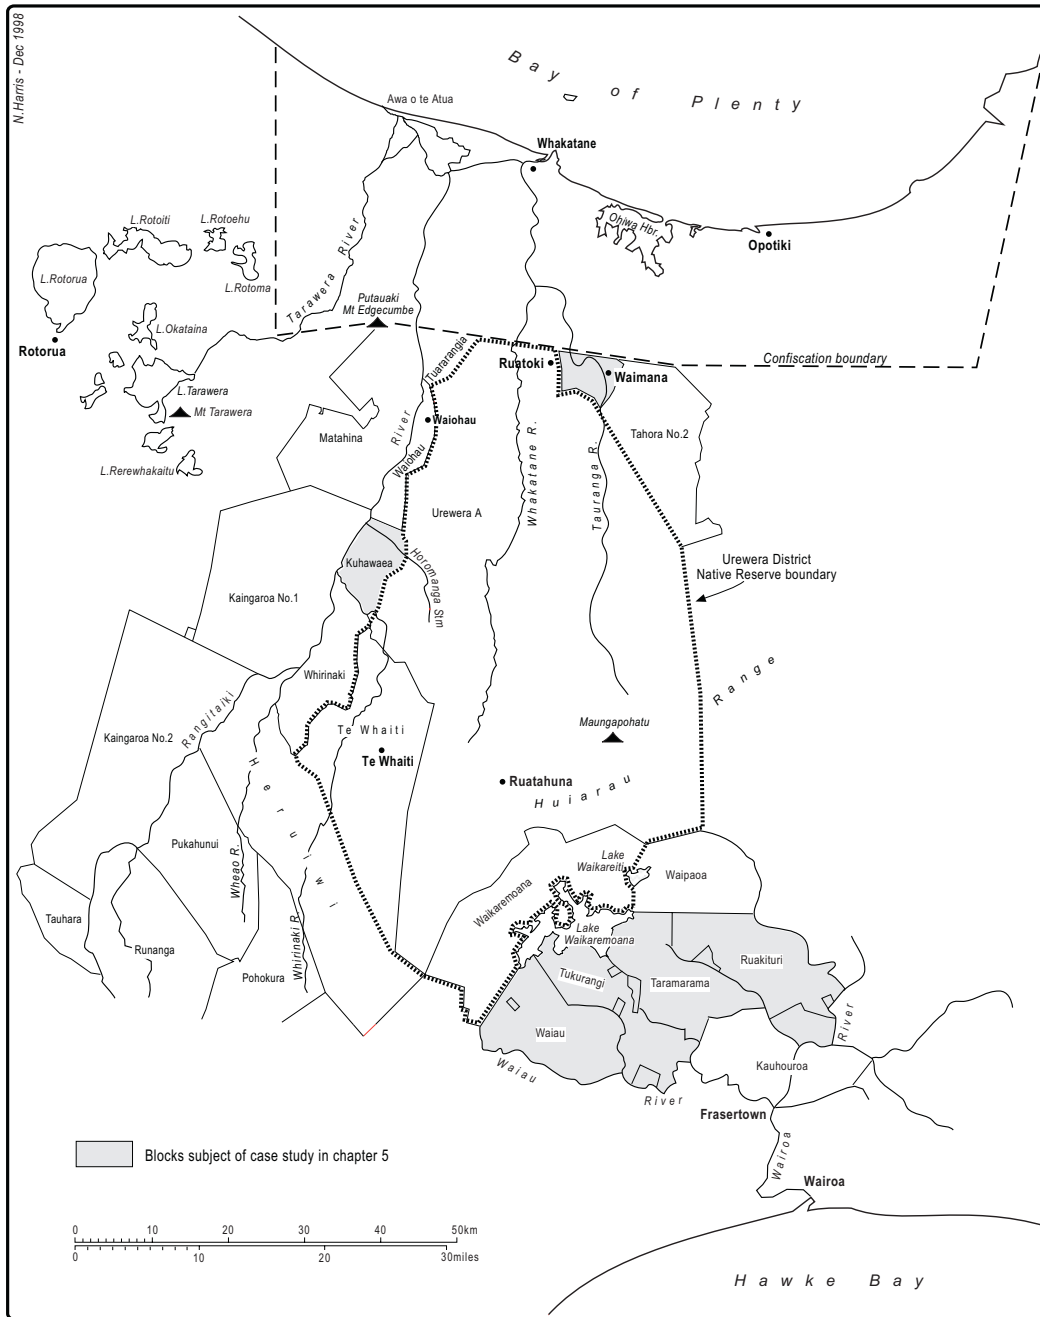 N.Harris - Dec 1998
Bay of Plenty
Awa o te Atua
Whakatane
L.Rotoiti
L.Rotoehu
Ohiwa Hbr.
Opotiki
L.Rotorua
L.Rotoma
Tarawera River
Putauaki
Mt Edgecumbe
L.Okataina
Rotorua
Confiscation boundary
Tuararangia
Ruatoki
Waimana
L.Tarawera
Mt Tarawera
Waiohau
River
Matahina
Tahora No.2
Whakatane R.
Tauranga R.
L.Rerewhakaitu
Waiohau
Urewera A
Horomanga Stm
Kuhawaea
Urewera District
Native Reserve boundary
Kaingaroa No.1
Whirinaki
Range
Rangitaiki
Te Whaiti
Maungapohatu
Kaingaroa No.2
Te Whaiti
Ruatahuna
Huiarau
Heruiwi
Pukahunui
Wheao R.
Lake
Waikareiti
Waipaoa
Waikaremoana
Tauhara
Runanga
Whirinaki R.
Lake
Waikaremoana
Pohokura
Tukurangi
Taramarama
Ruakituri
River
Waiau
Waiau
River
Kauhouroa
Frasertown
Wairoa
Wairoa
Blocks subject of case study in chapter 5
0 10 20 30 40 50km
0 10 20 30miles
Hawke Bay